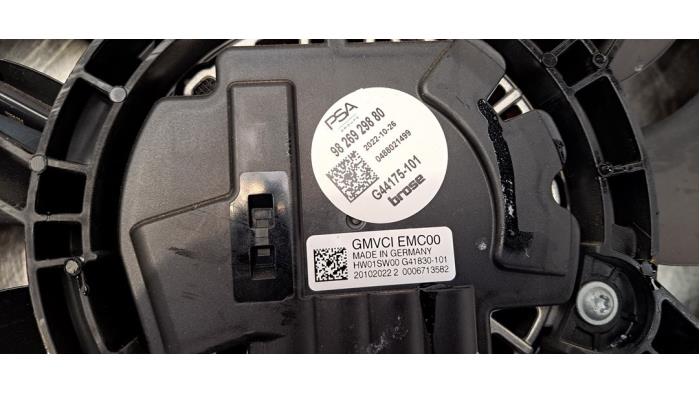 PSA
98 269 298 80
2022-10-26
0488021499
G44175-101
brose
GMVCI EMC00
MADE IN GERMANY
HW01SW00 G41830-101
20102022 2 0006713582